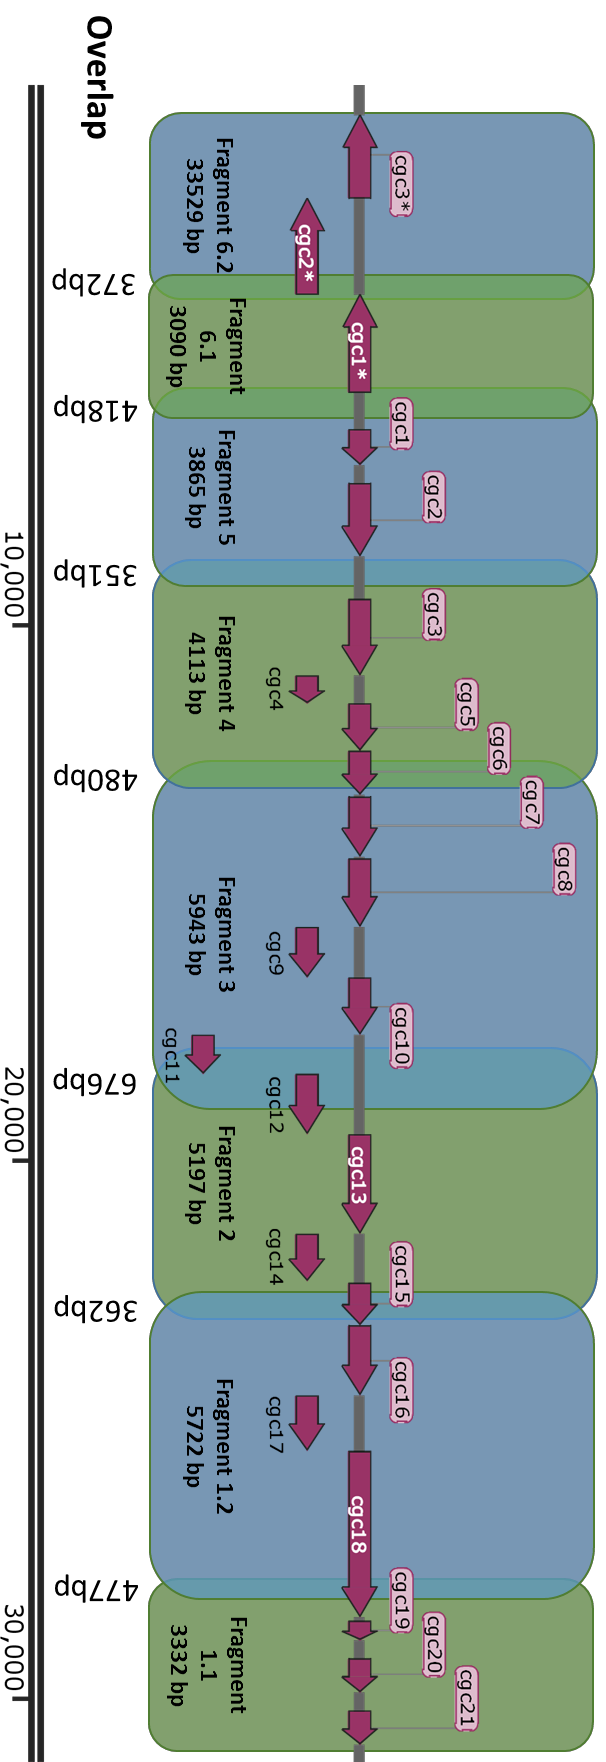 Overlap
cgc3*
cgc2*
Fragment 6.2
33529 bp
372bp
cgc1*
Fragment
6.1
3090 bp
418bp
cgc1
cgc2
Fragment 5
3865 bp
351bp
10,000
cgc3
cgc4
cgc5
cgc6
Fragment 4
4113 bp
480bp
cgc7
cgc8
cgc9
cgc10
Fragment 3
5943 bp
cgc11
676bp
20,000
cgc12
cgc13
cgc14
cgc15
Fragment 2
5197 bp
362bp
cgc16
cgc17
cgc18
Fragment 1.2
5722 bp
477bp
cgc19
cgc20
cgc21
Fragment
1.1
3332 bp
30,000